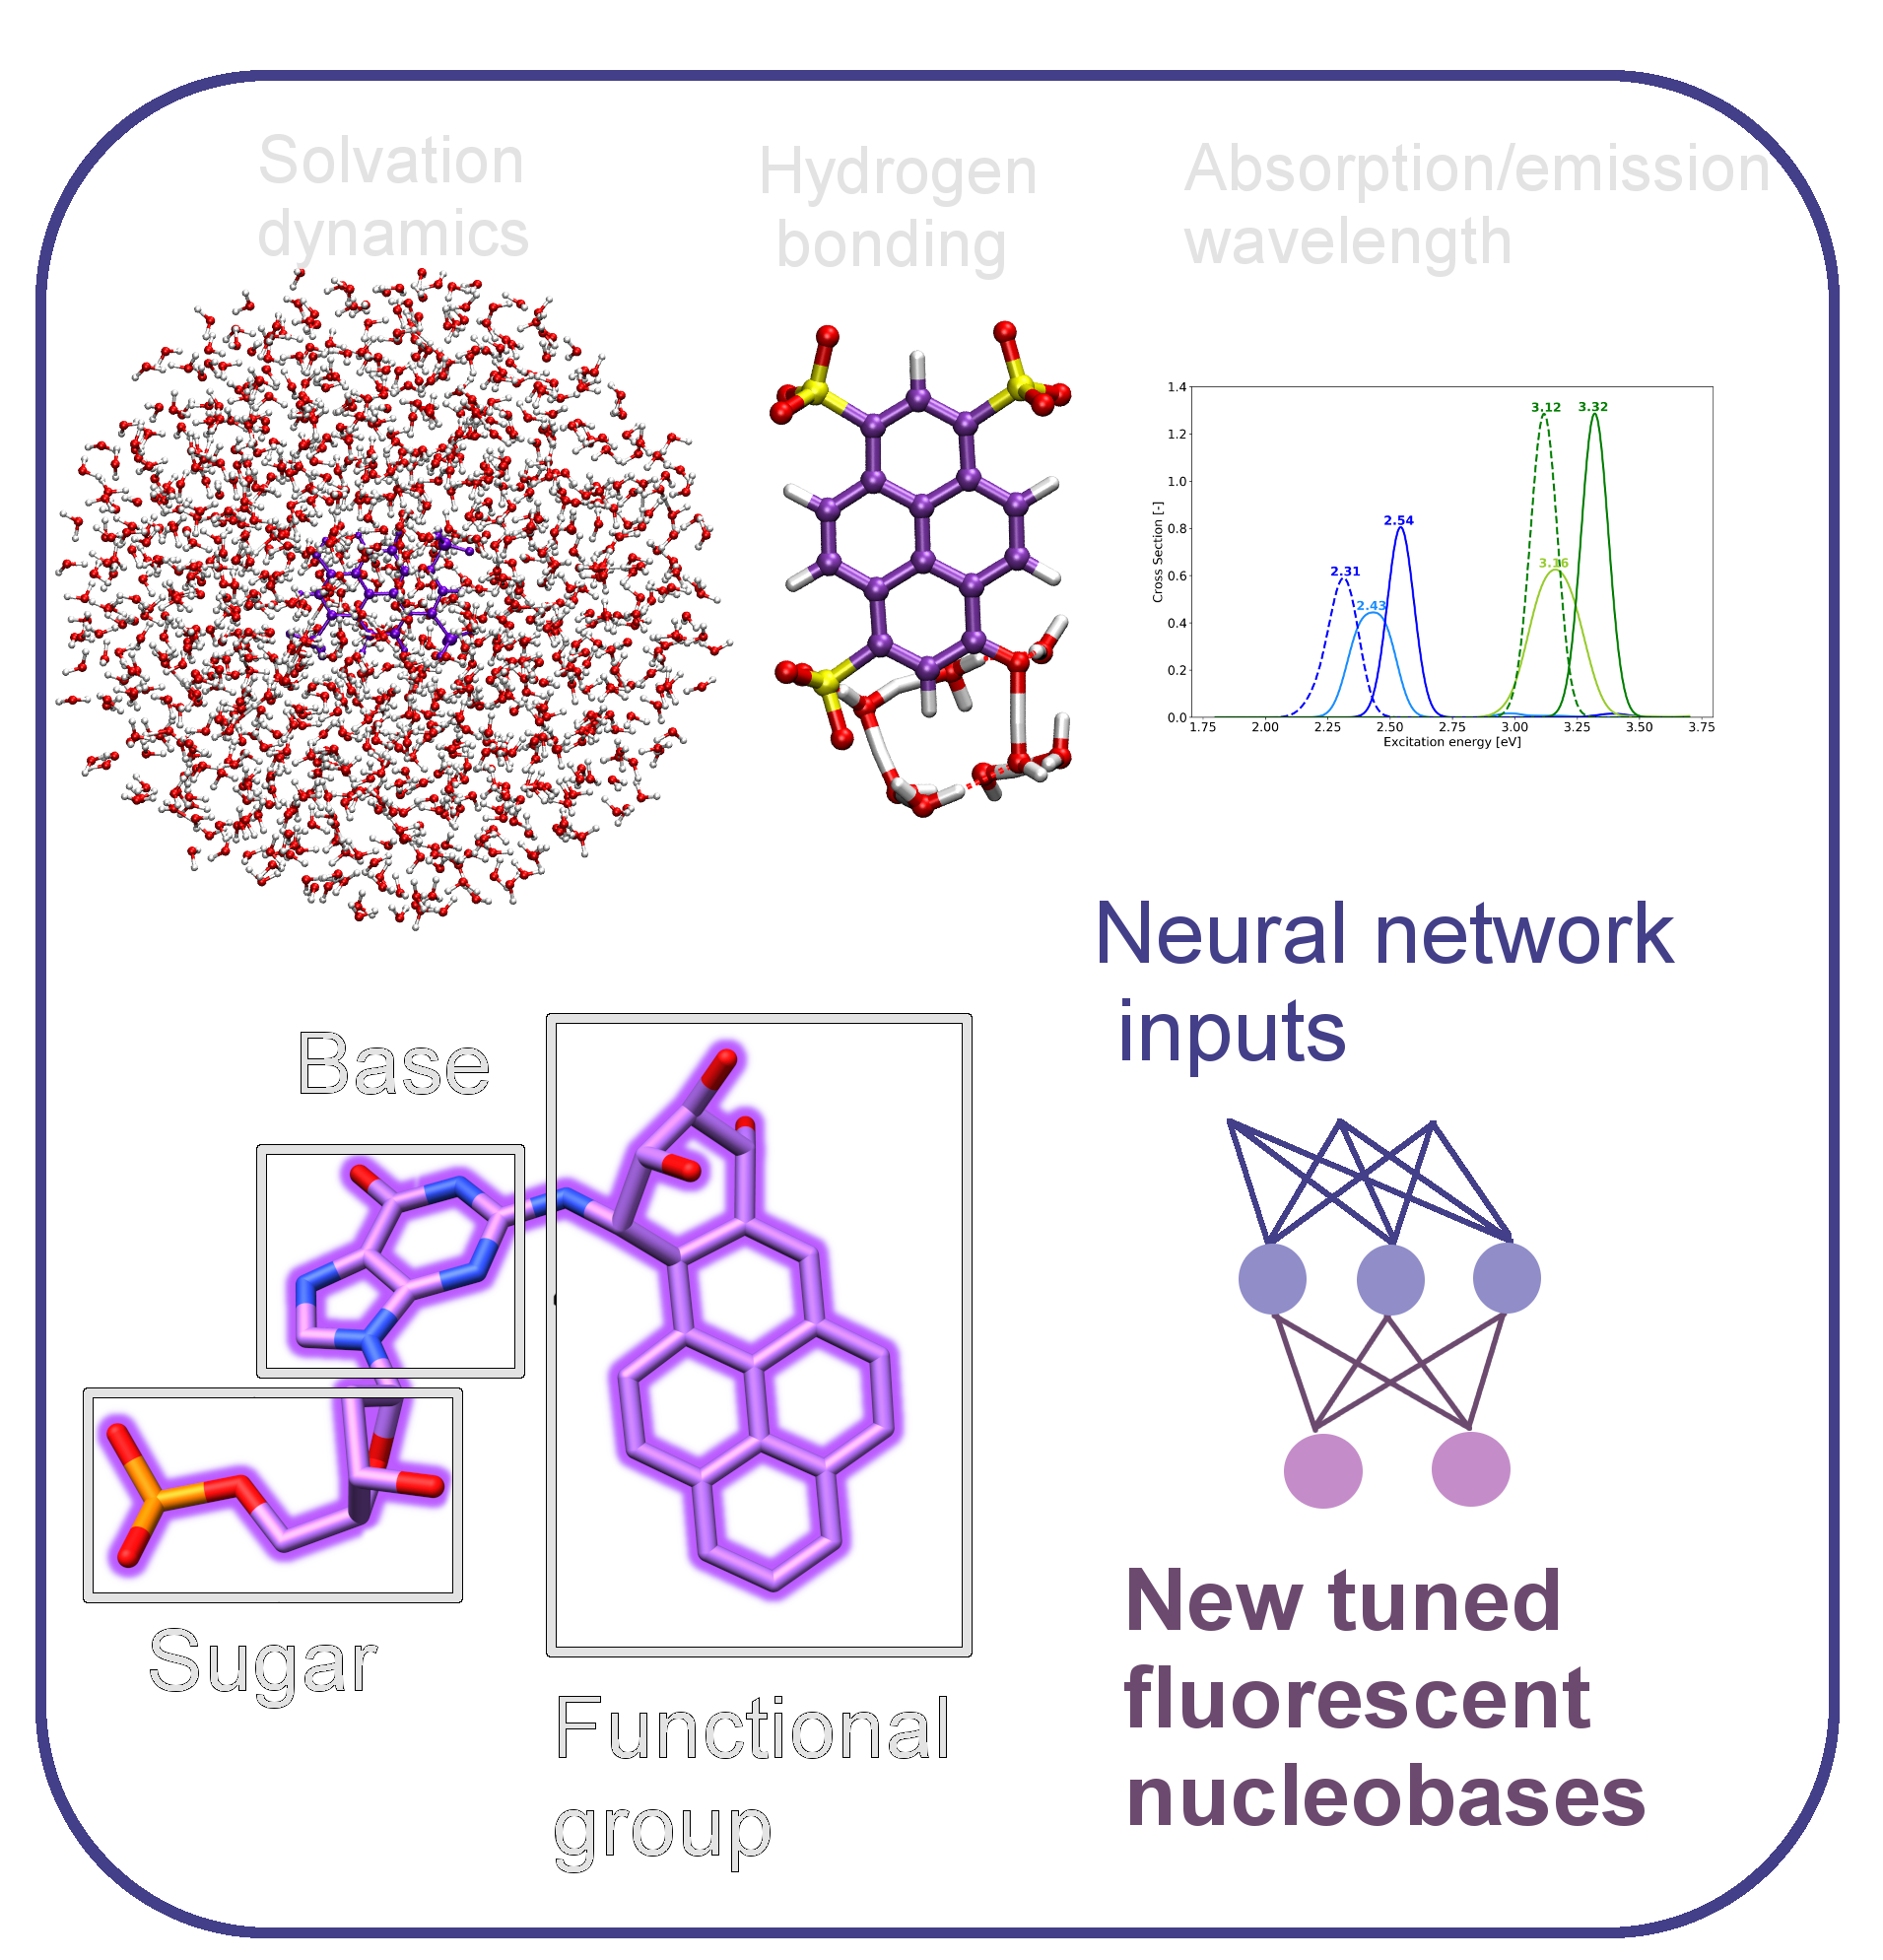 Solvation
dynamics
Hydrogen
bonding
Absorption/emission
wavelength
1.4
1.2
1.0
0.8
0.6
0.4
0.2
0.0
Cross Section [-]
3.12
3.32
2.54
3.16
2.31
2.43
1.75 2.00 2.25 2.50 2.75 3.00 3.25 3.50 3.75
Excitation energy [eV]
Neural network
inputs
Base
Sugar
Functional
group
New tuned
fluorescent
nucleobases